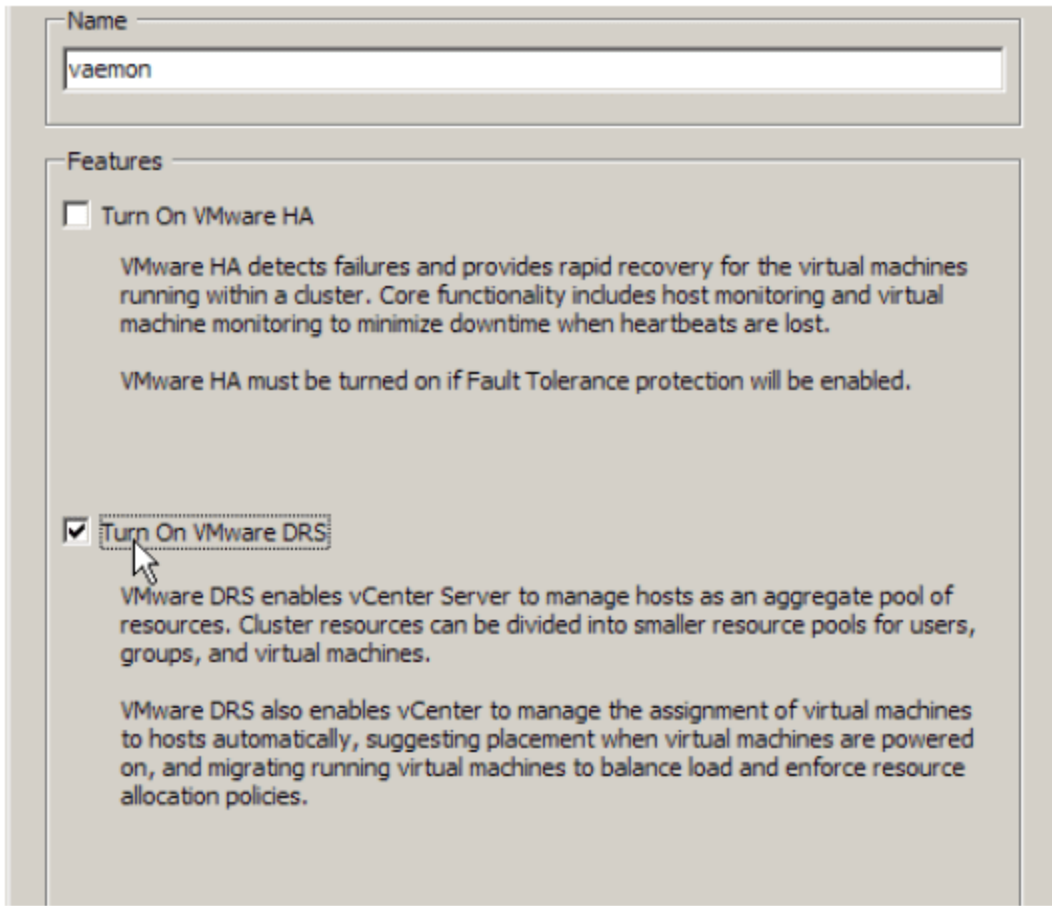 Name
vaemon
Features
Turn On VMware HA
VMware HA detects failures and provides rapid recovery for the virtual machines
running within a cluster. Core functionality includes host monitoring and virtual
machine monitoring to minimize downtime when heartbeats are lost.
VMware HA must be turned on if Fault Tolerance protection will be enabled.
Turn On VMware DRS
VMware DRS enables vCenter Server to manage hosts as an aggregate pool of
resources. Cluster resources can be divided into smaller resource pools for users,
groups, and virtual machines.
VMware DRS also enables vCenter to manage the assignment of virtual machines
to hosts automatically, suggesting placement when virtual machines are powered
on, and migrating running virtual machines to balance load and enforce resource
allocation policies.